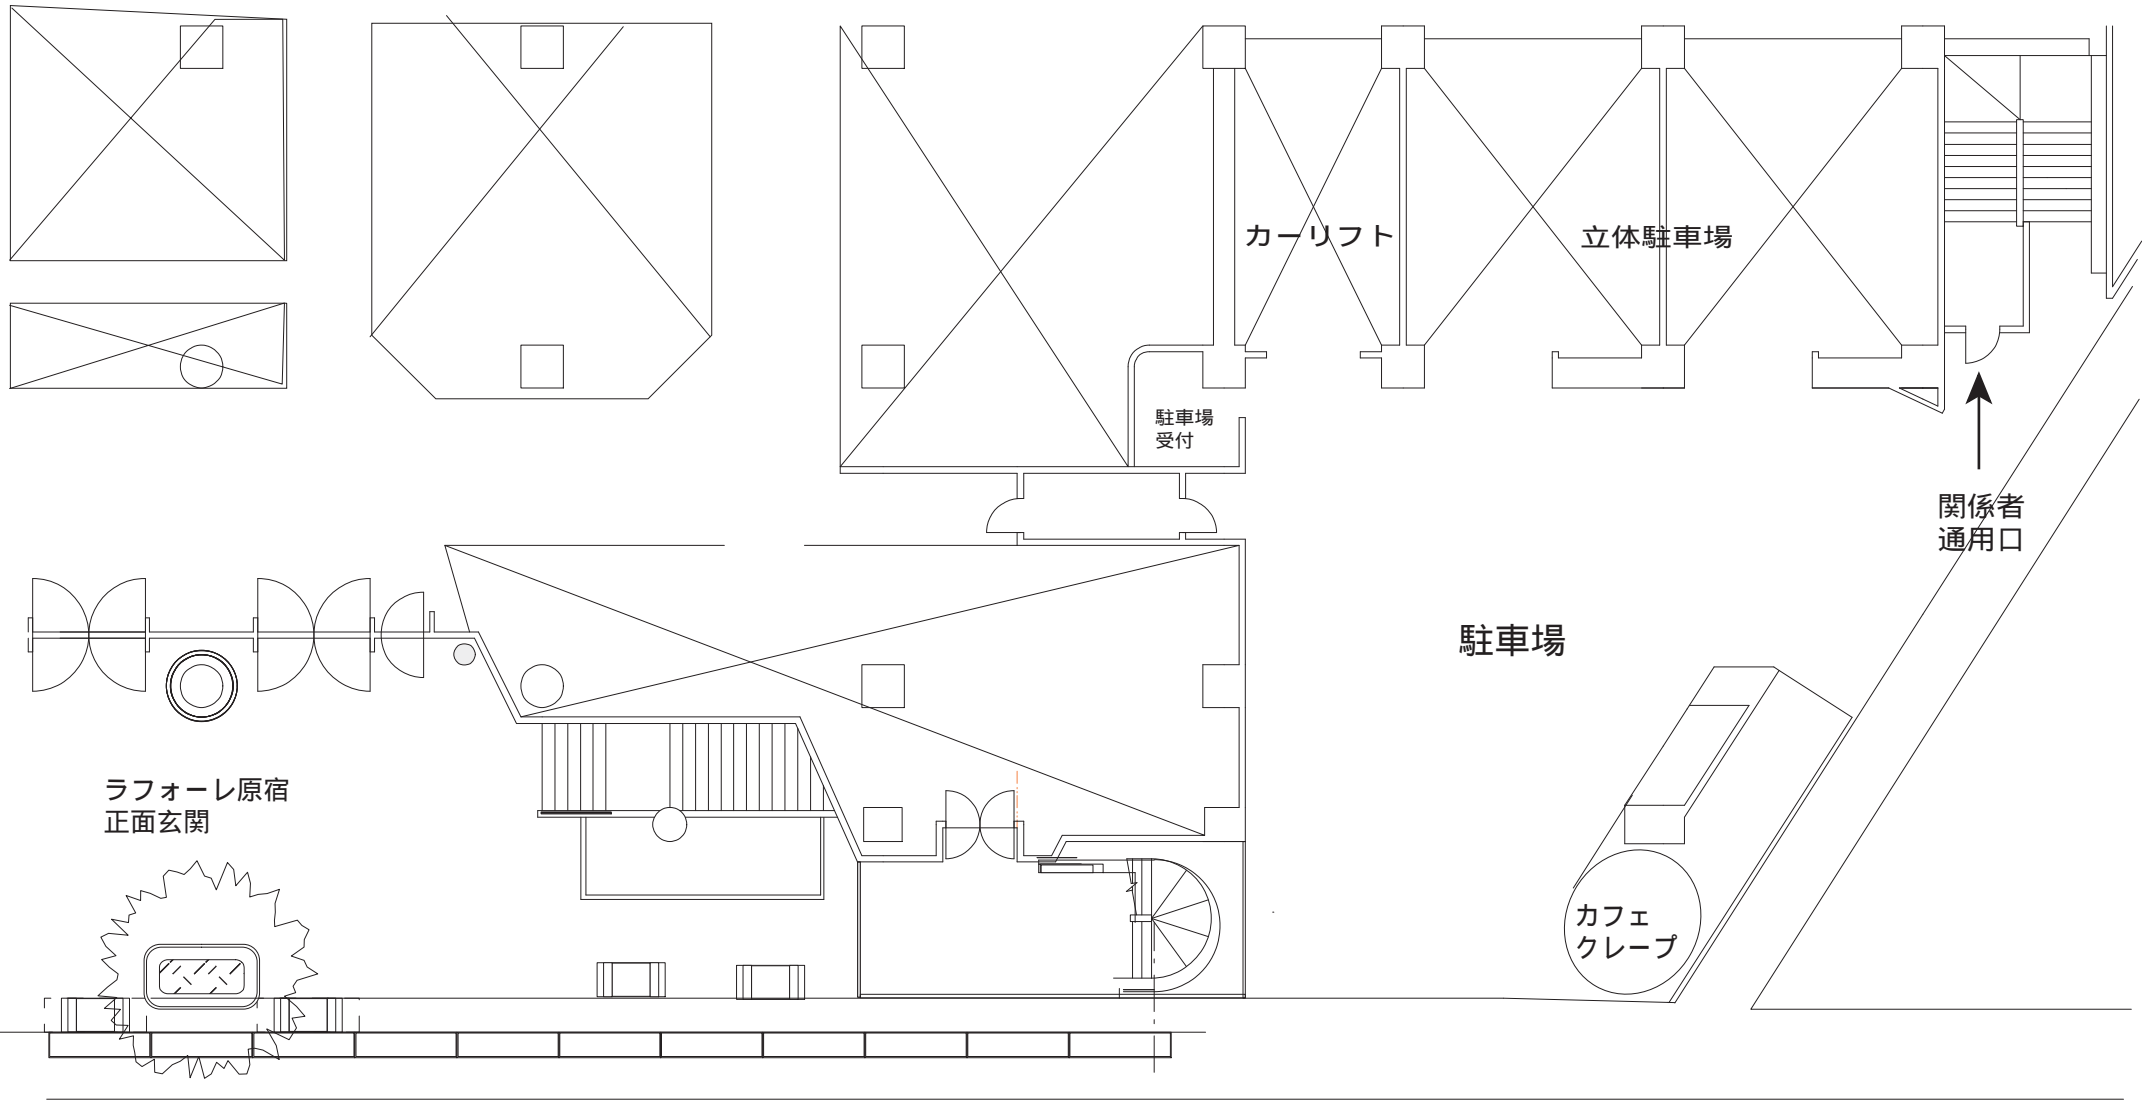 カーリフト
立体駐車場
駐車場
受付
関係者
通用口
駐車場
ラフォーレ原宿
正面玄関
カフェ
クレープ